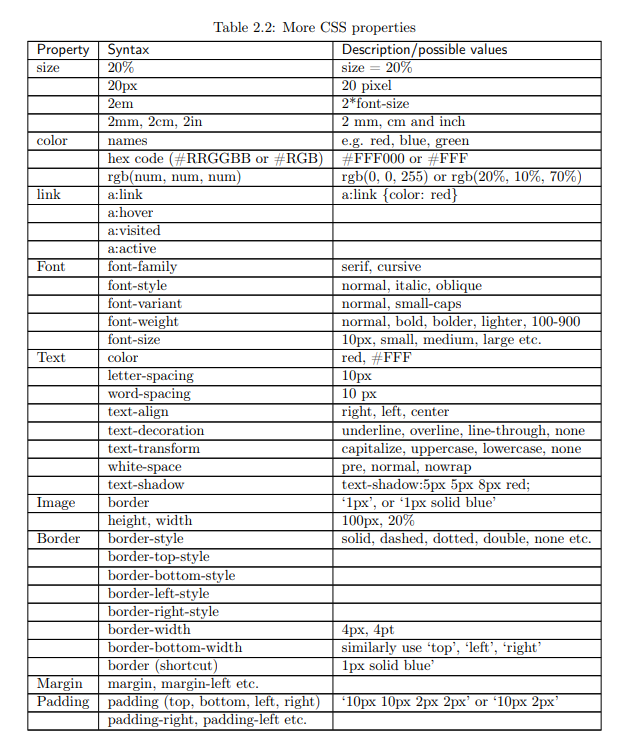 Table 2.2: More CSS properties
Property Syntax Description/possible values
size 20% size = 20%
20px 20 pixel
2em 2*font-size
2mm, 2cm, 2in 2 mm, cm and inch
color names e.g. red, blue, green
hex code (#RRGGBB or #RGB) #FFF000 or #FFF
rgb(num, num, num) rgb(0, 0, 255) or rgb(20%, 10%, 70%)
link a:link a:link {color: red}
a:hover
a:visited
a:active
Font font-family serif, cursive
font-style normal, italic, oblique
font-variant normal, small-caps
font-weight normal, bold, bolder, lighter, 100-900
font-size 10px, small, medium, large etc.
Text color red, #FFF
letter-spacing 10px
word-spacing 10 px
text-align right, left, center
text-decoration underline, overline, line-through, none
text-transform capitalize, uppercase, lowercase, none
white-space pre, normal, nowrap
text-shadow text-shadow:5px 5px 8px red;
Image border ‘1px’, or ‘1px solid blue’
height, width 100px, 20%
Border border-style solid, dashed, dotted, double, none etc.
border-top-style
border-bottom-style
border-left-style
border-right-style
border-width 4px, 4pt
border-bottom-width similarly use ‘top’, ‘left’, ‘right’
border (shortcut) 1px solid blue’
Margin margin, margin-left etc.
Padding padding (top, bottom, left, right) ‘10px 10px 2px 2px’ or ‘10px 2px’
padding-right, padding-left etc.